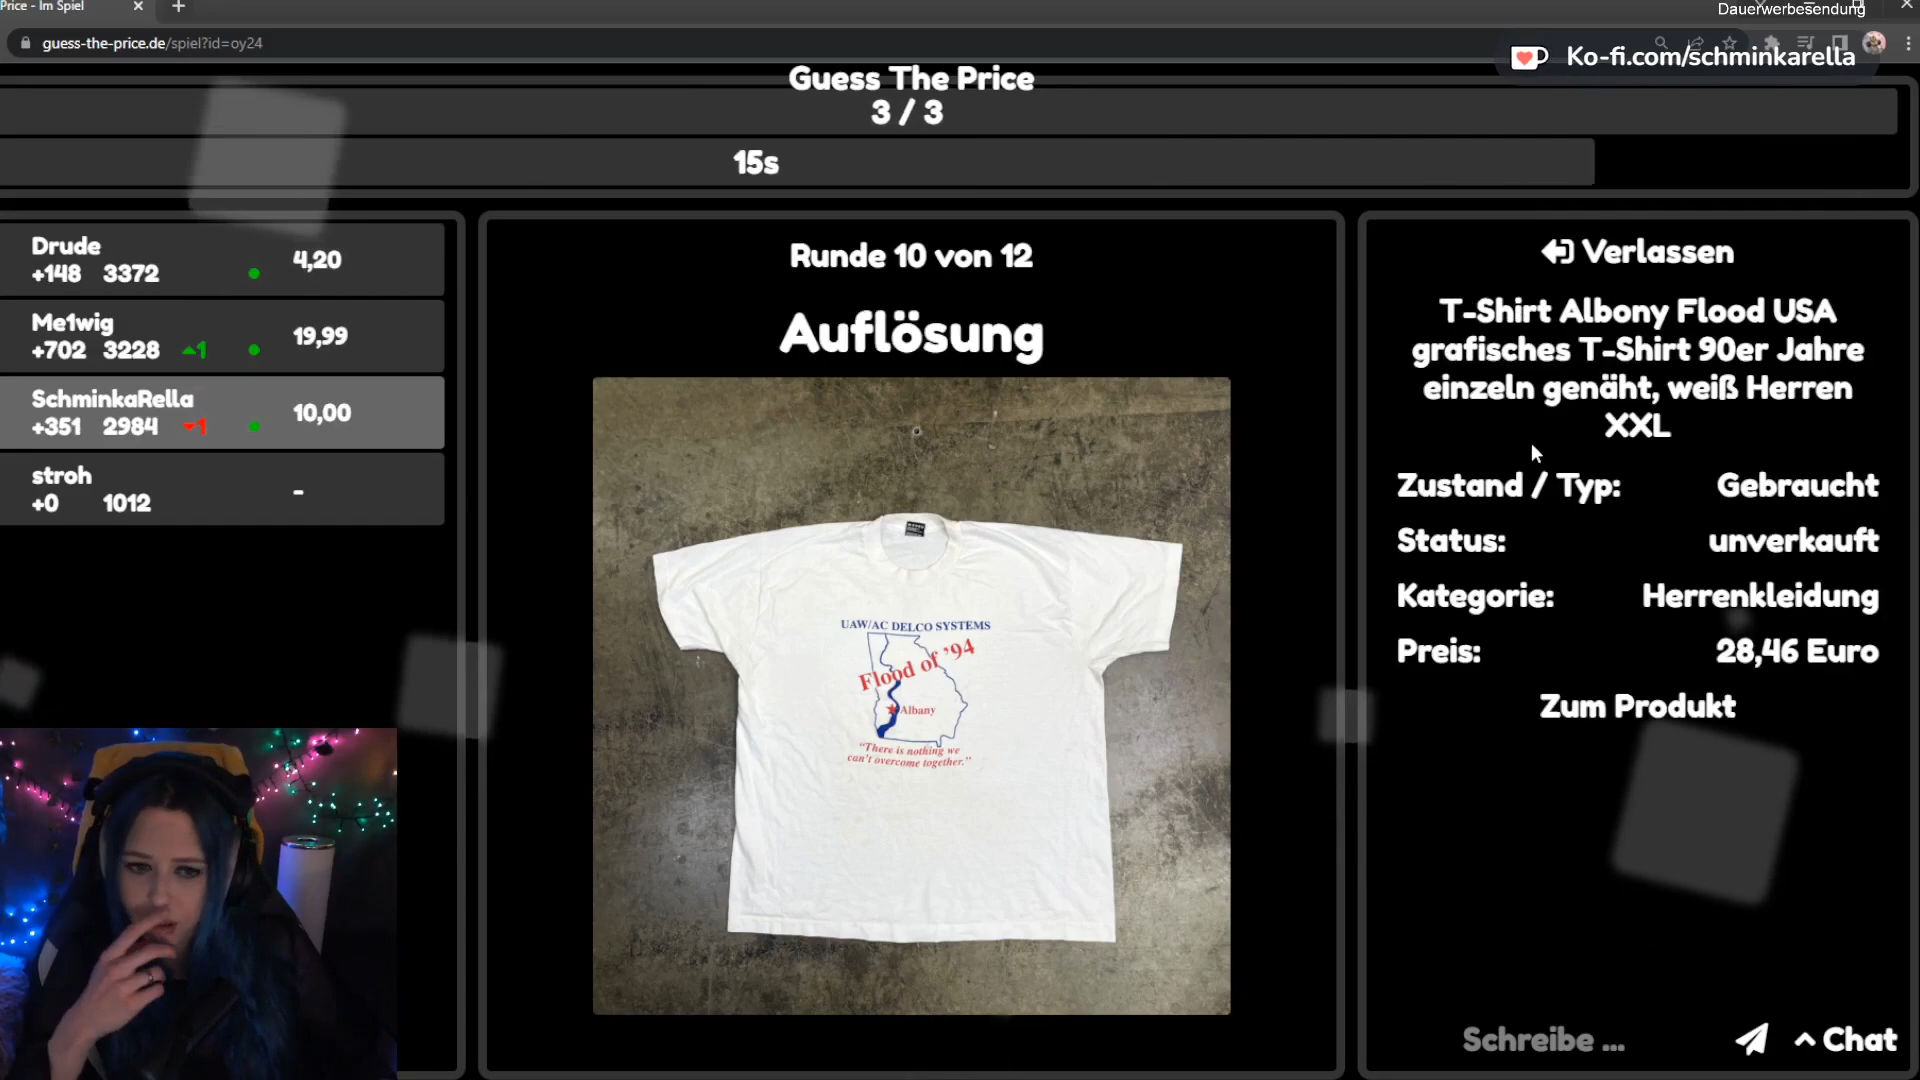 Price - Im Spiel
Dauerwerbesendung
guess-the-price.de/spiel?id=oy24
Ko-fi.com/schminkarella
Guess The Price
3 / 3
15s
Drude
+148 3372
4,20
Me1wig
+702 3228 1
19,99
SchminkaRella
+351 2984 1
10,00
stroh
+0 1012
-
Runde 10 von 12
Auflösung
UAW/AC DELCO SYSTEMS
Flood of '94
Albany
"There is nothing we
can't overcome together."
Verlassen
T-Shirt Albony Flood USA
grafisches T-Shirt 90er Jahre
einzeln genäht, weiß Herren
XXL
Zustand / Typ: Gebraucht
Status: unverkauft
Kategorie: Herrenkleidung
Preis: 28,46 Euro
Zum Produkt
Schreibe ...
Chat